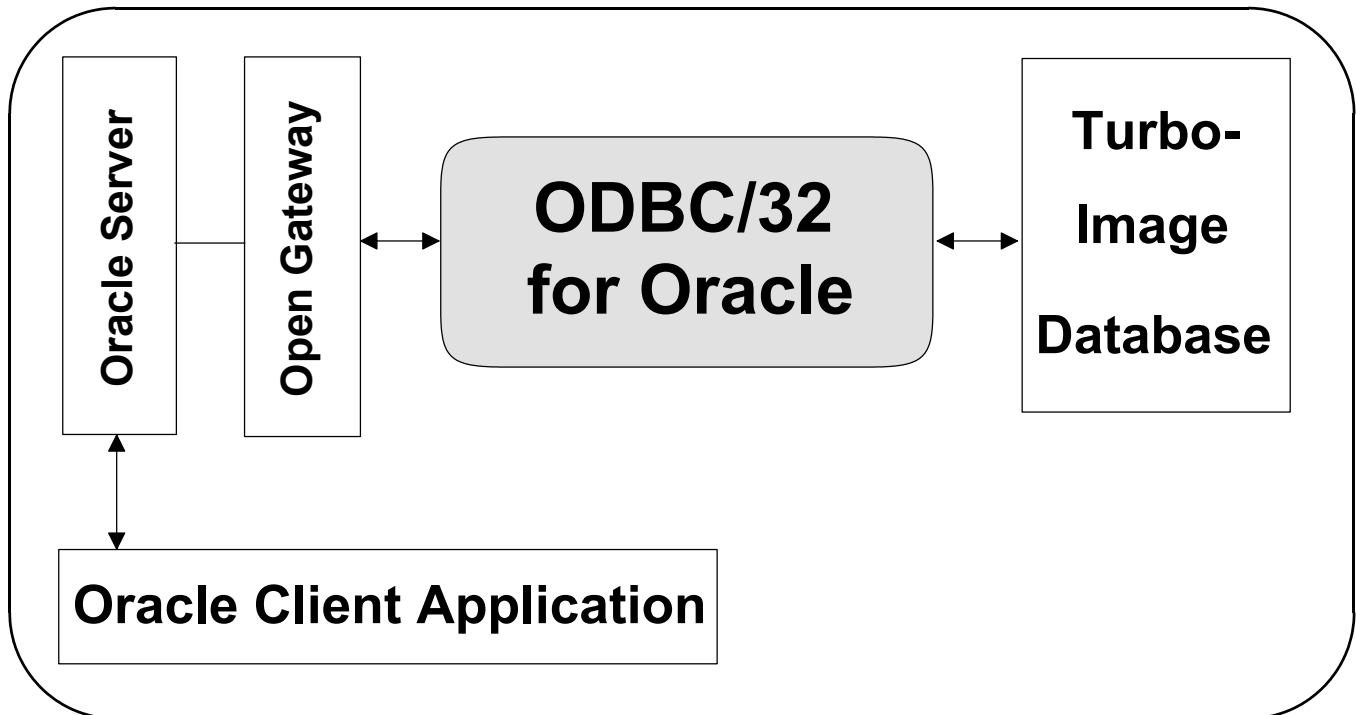 Oracle Server
Open Gateway
ODBC/32
for Oracle
Turbo-
Image
Database
Oracle Client Application